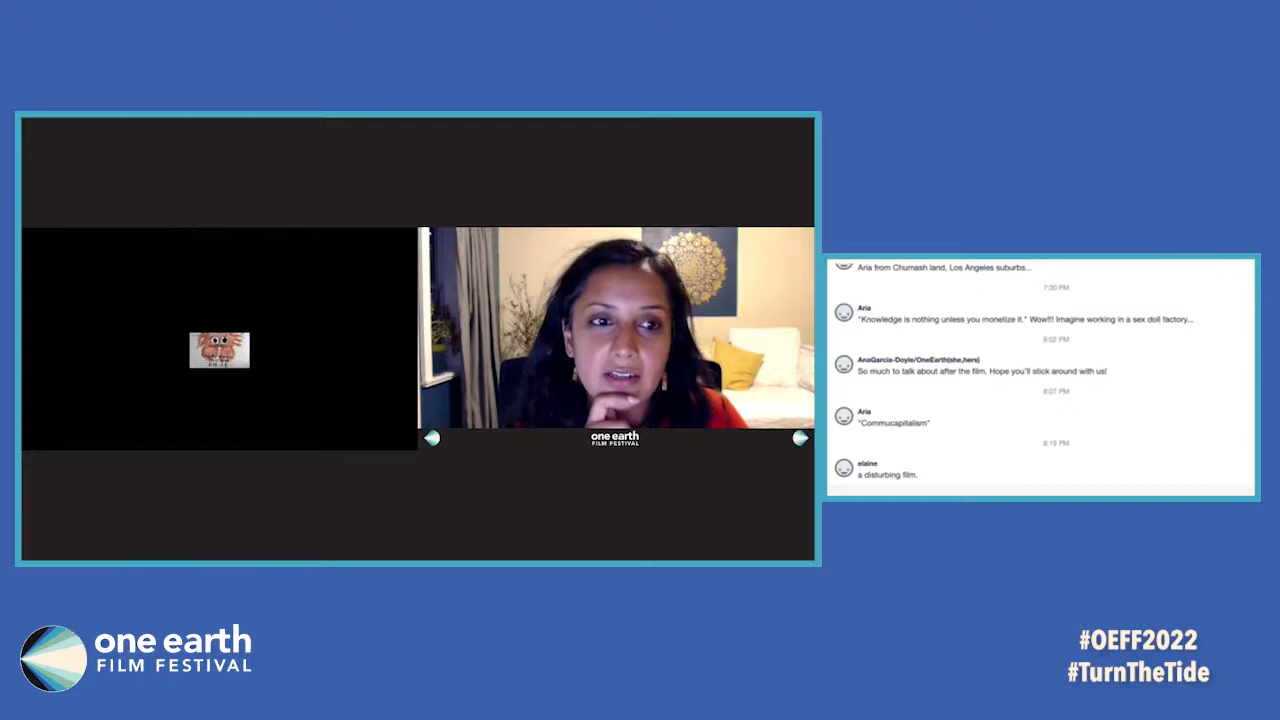 Aria from Chumash land, Los Angeles suburbs...
7:30 PM
Aria
"Knowledge is nothing unless you monetize it." Wow!!! Imagine working in a sex doll factory...
8:02 PM
AnaGarcia-Doyle/OneEarth(she,hers)
So much to talk about after the film. Hope you'll stick around with us!
8:07 PM
Aria
"Commucapitalism"
8:19 PM
elaine
a disturbing film.
one earth
FILM FESTIVAL
one earth
FILM FESTIVAL
#OEFF2022
#TurnTheTide